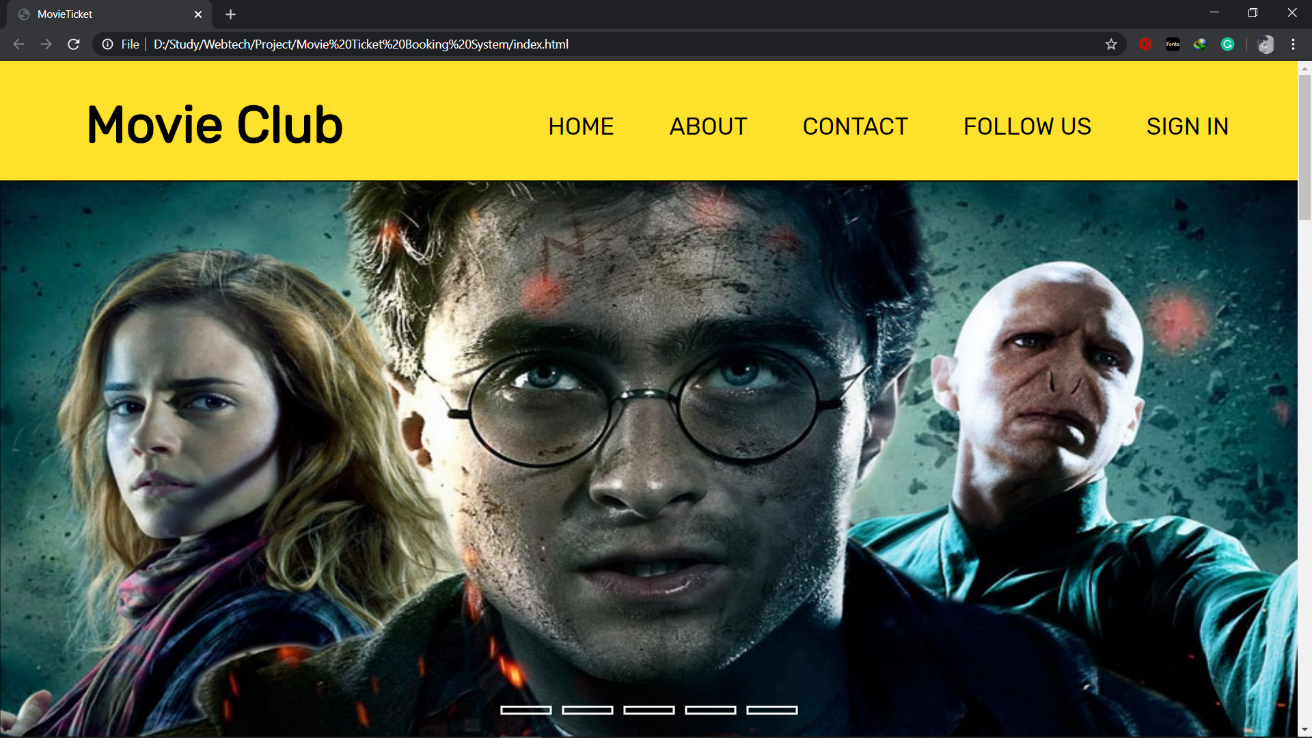 MovieTicket
File D:/Study/Webtech/Project/Movie%20Ticket%20Booking%20System/index.html
Fonts
Movie Club
HOME ABOUT CONTACT FOLLOW US SIGN IN